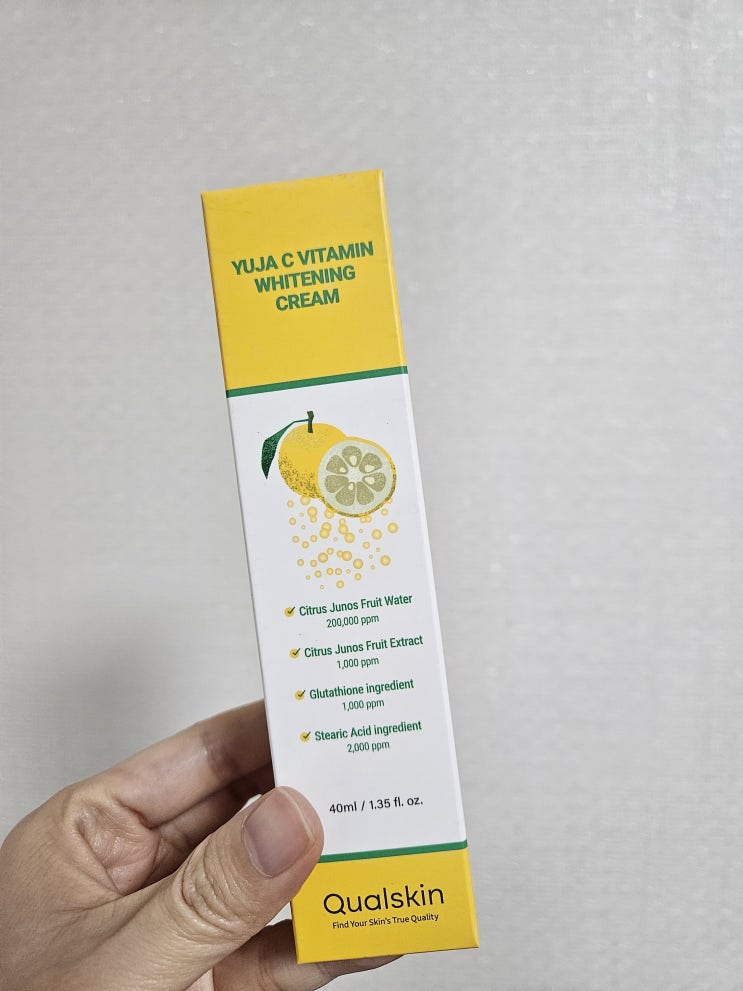 YUJA C VITAMIN
WHITENING
CREAM
Citrus Junos Fruit Water
200,000 ppm
Citrus Junos Fruit Extract
1,000 ppm
Glutathione ingredient
1,000 ppm
Stearic Acid ingredient
2,000 ppm
40ml / 1.35 fl. oz.
Qualskin
Find Your Skin's True Quality